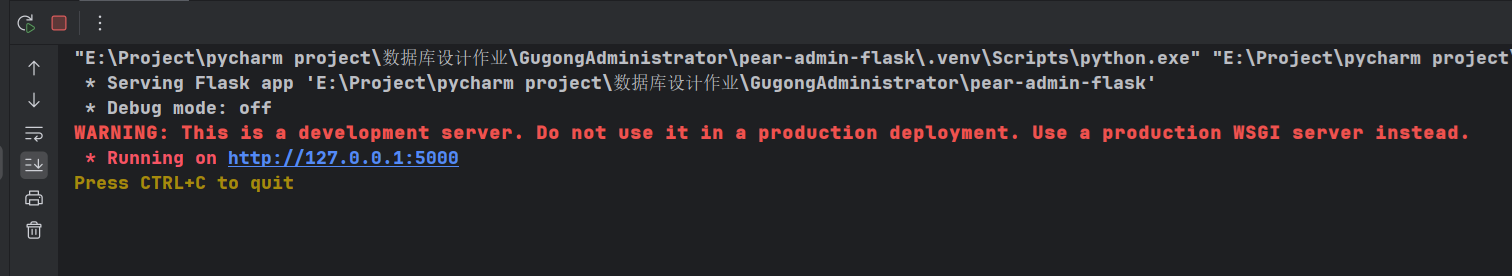 "E:\Project\pycharm project\数据库设计作业\GugongAdministrator\pear-admin-flask\.venv\Scripts\python.exe" "E:\Project\pycharm project\
 * Serving Flask app 'E:\Project\pycharm project\数据库设计作业\GugongAdministrator\pear-admin-flask'
 * Debug mode: off
WARNING: This is a development server. Do not use it in a production deployment. Use a production WSGI server instead.
 * Running on http://127.0.0.1:5000
Press CTRL+C to quit